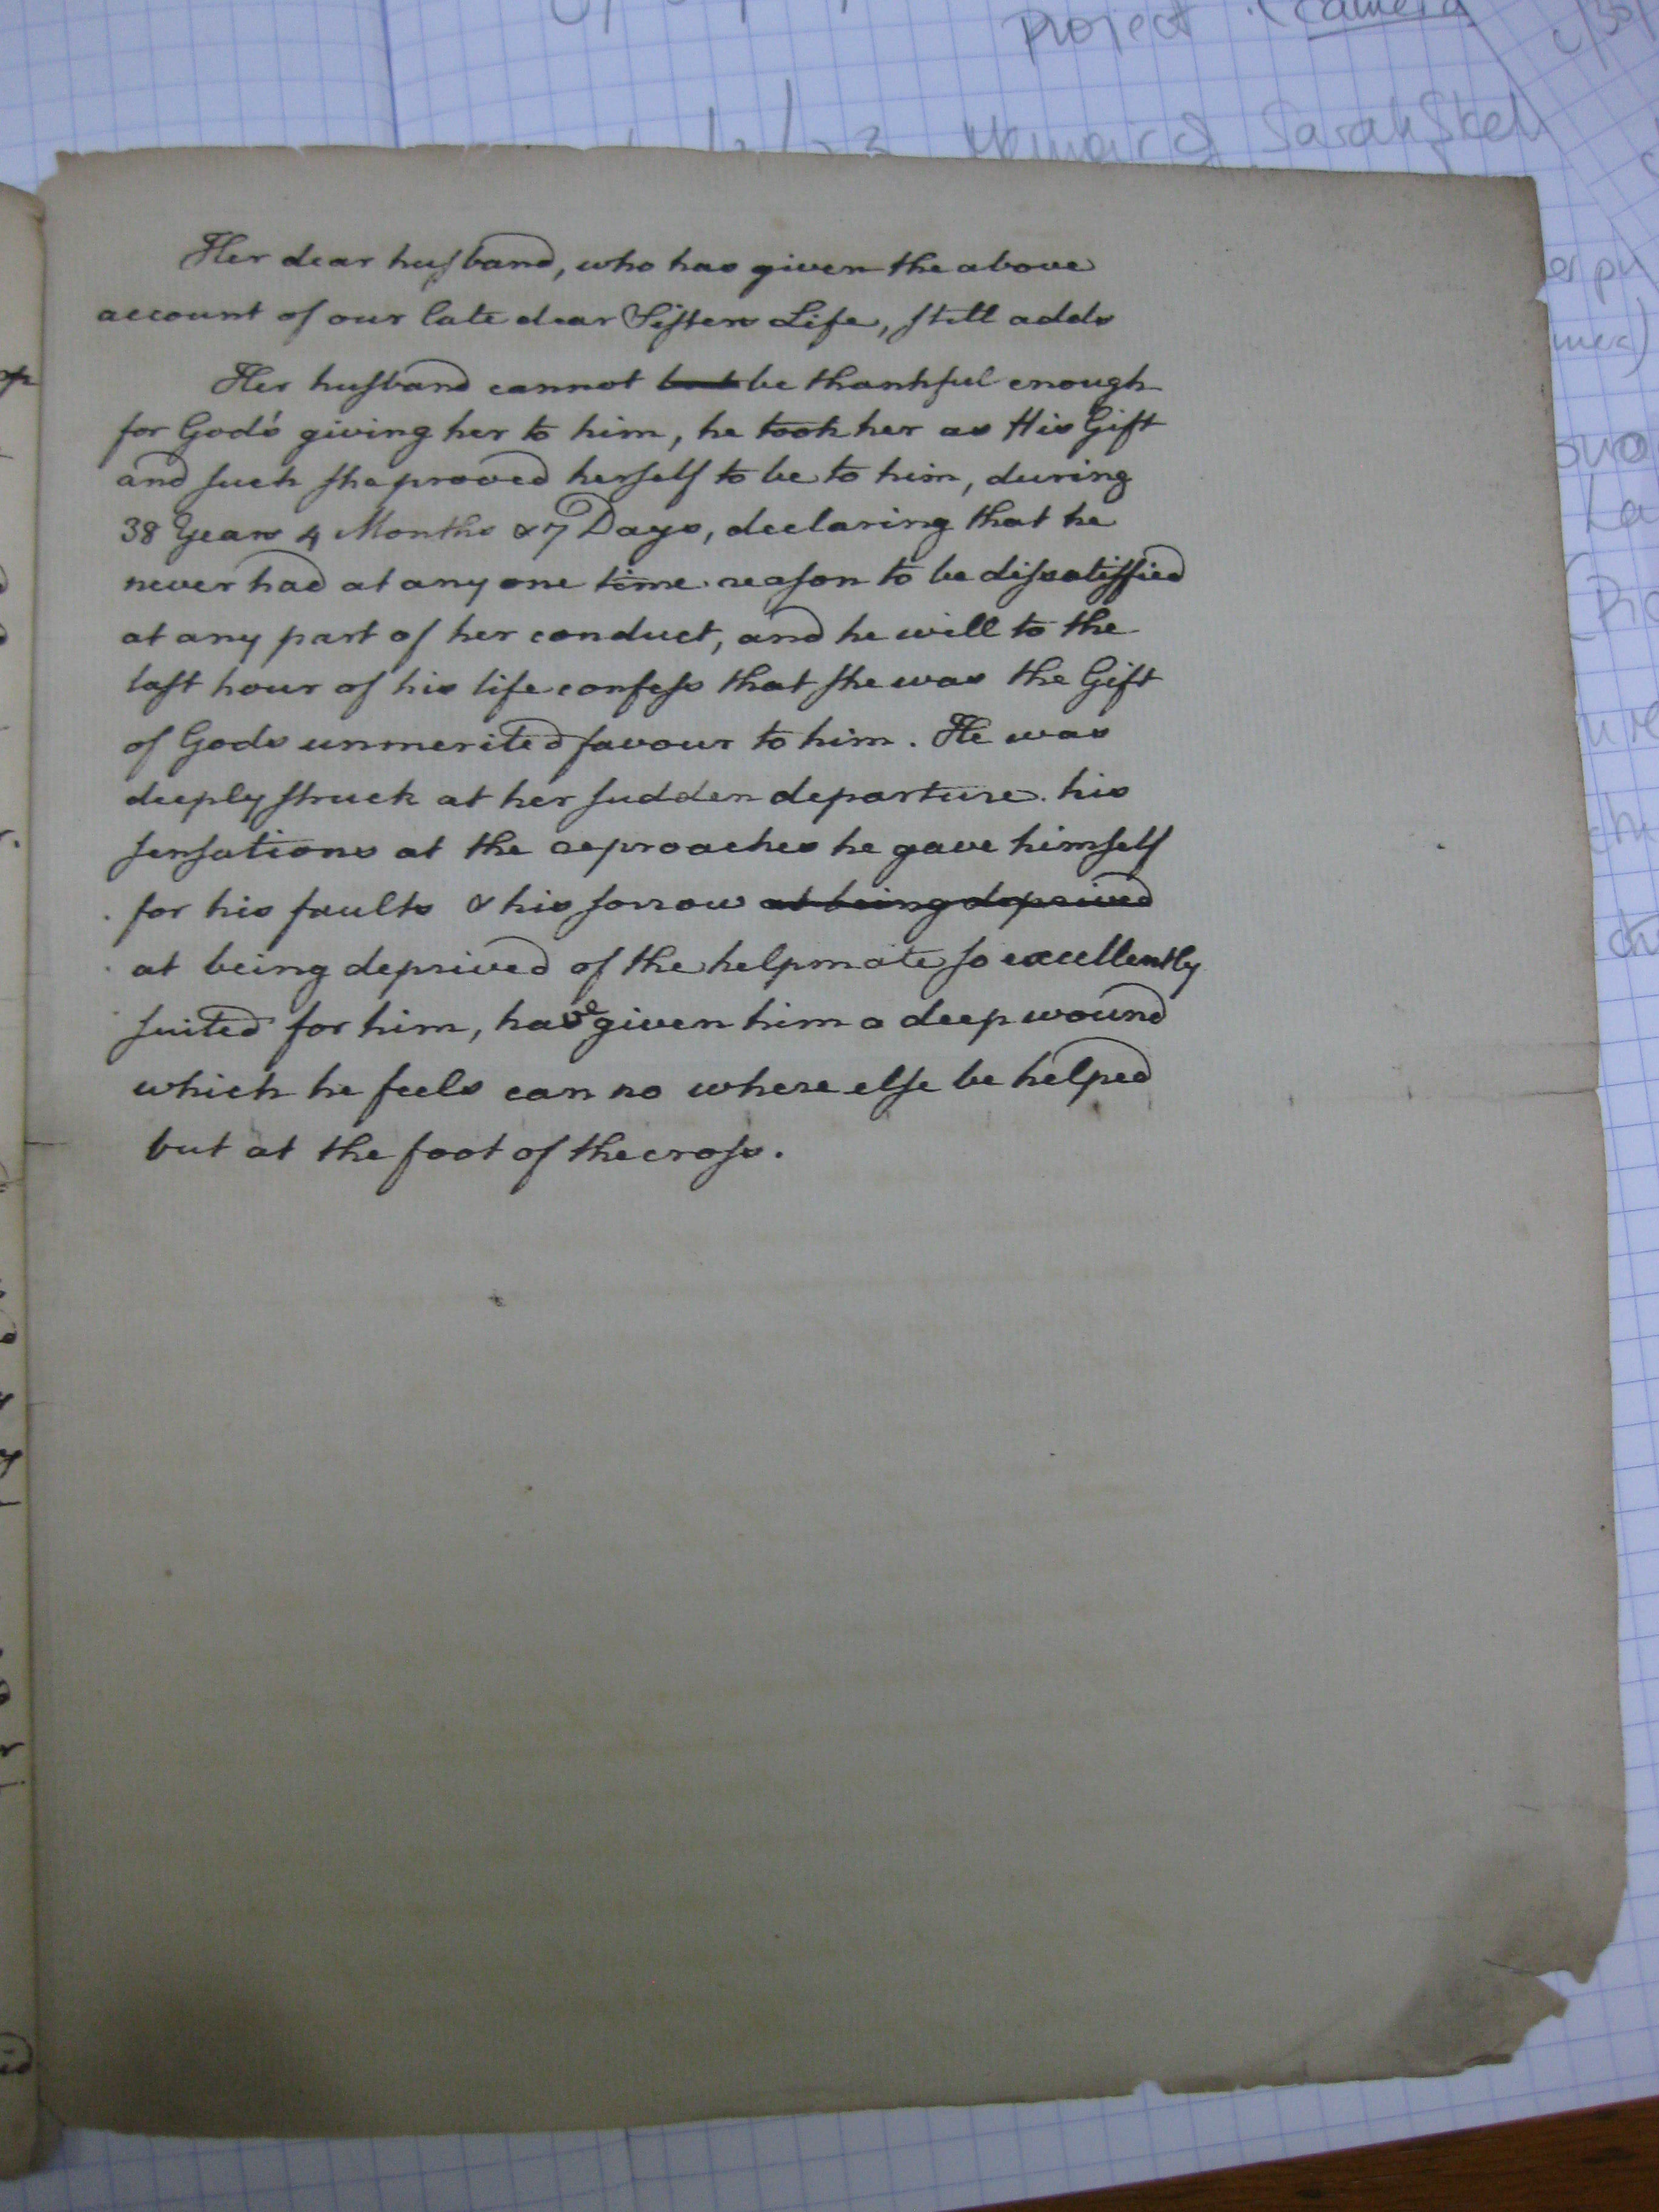 Project (camera
Memoir of Sarah Skel
Her dear husband, who has given the above
account of our late dear Sisters Life, still adds
Her husband cannot but be thankful enough
for God's giving her to him, he took her as His Gift
and such she proved herself to be to him, during
38 Years 4 Months & 7 Days, declaring that he
never had at any one time reason to be dissatisfied
at any part of her conduct, and he will to the
last hour of his life confess that she was the Gift
of Gods unmerited favour to him. He was
deeply struck at her sudden departure. his
sensations at the reproaches he gave himself
for his faults & his sorrow at being deprived
at being deprived of the helpmate so excellently
suited for him, have given him a deep wound
which he feels can no where else be helped
but at the foot of the cross.